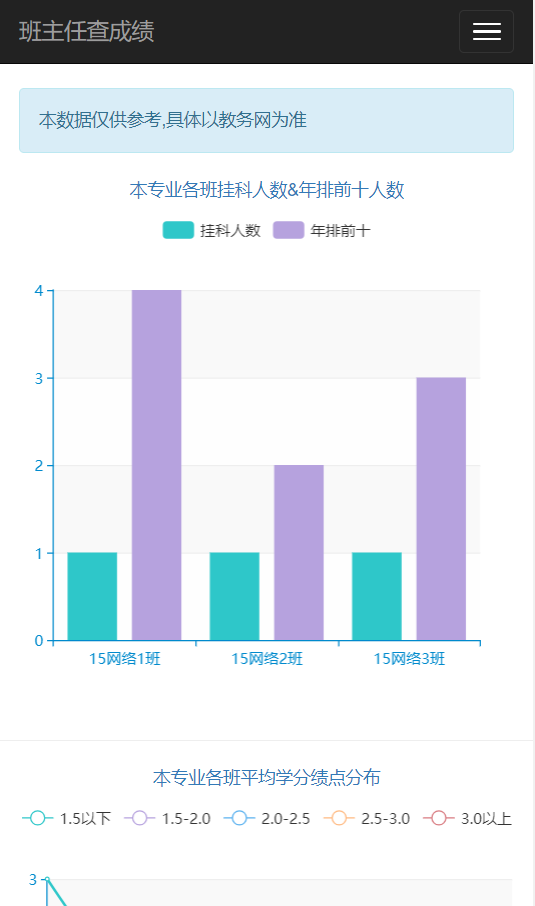 班主任查成绩
本数据仅供参考,具体以教务网为准
本专业各班挂科人数&年排前十人数
挂科人数 年排前十
4
3
2
1
0
15网络1班 15网络2班 15网络3班
本专业各班平均学分绩点分布
1.5以下 1.5-2.0 2.0-2.5 2.5-3.0 3.0以上
3